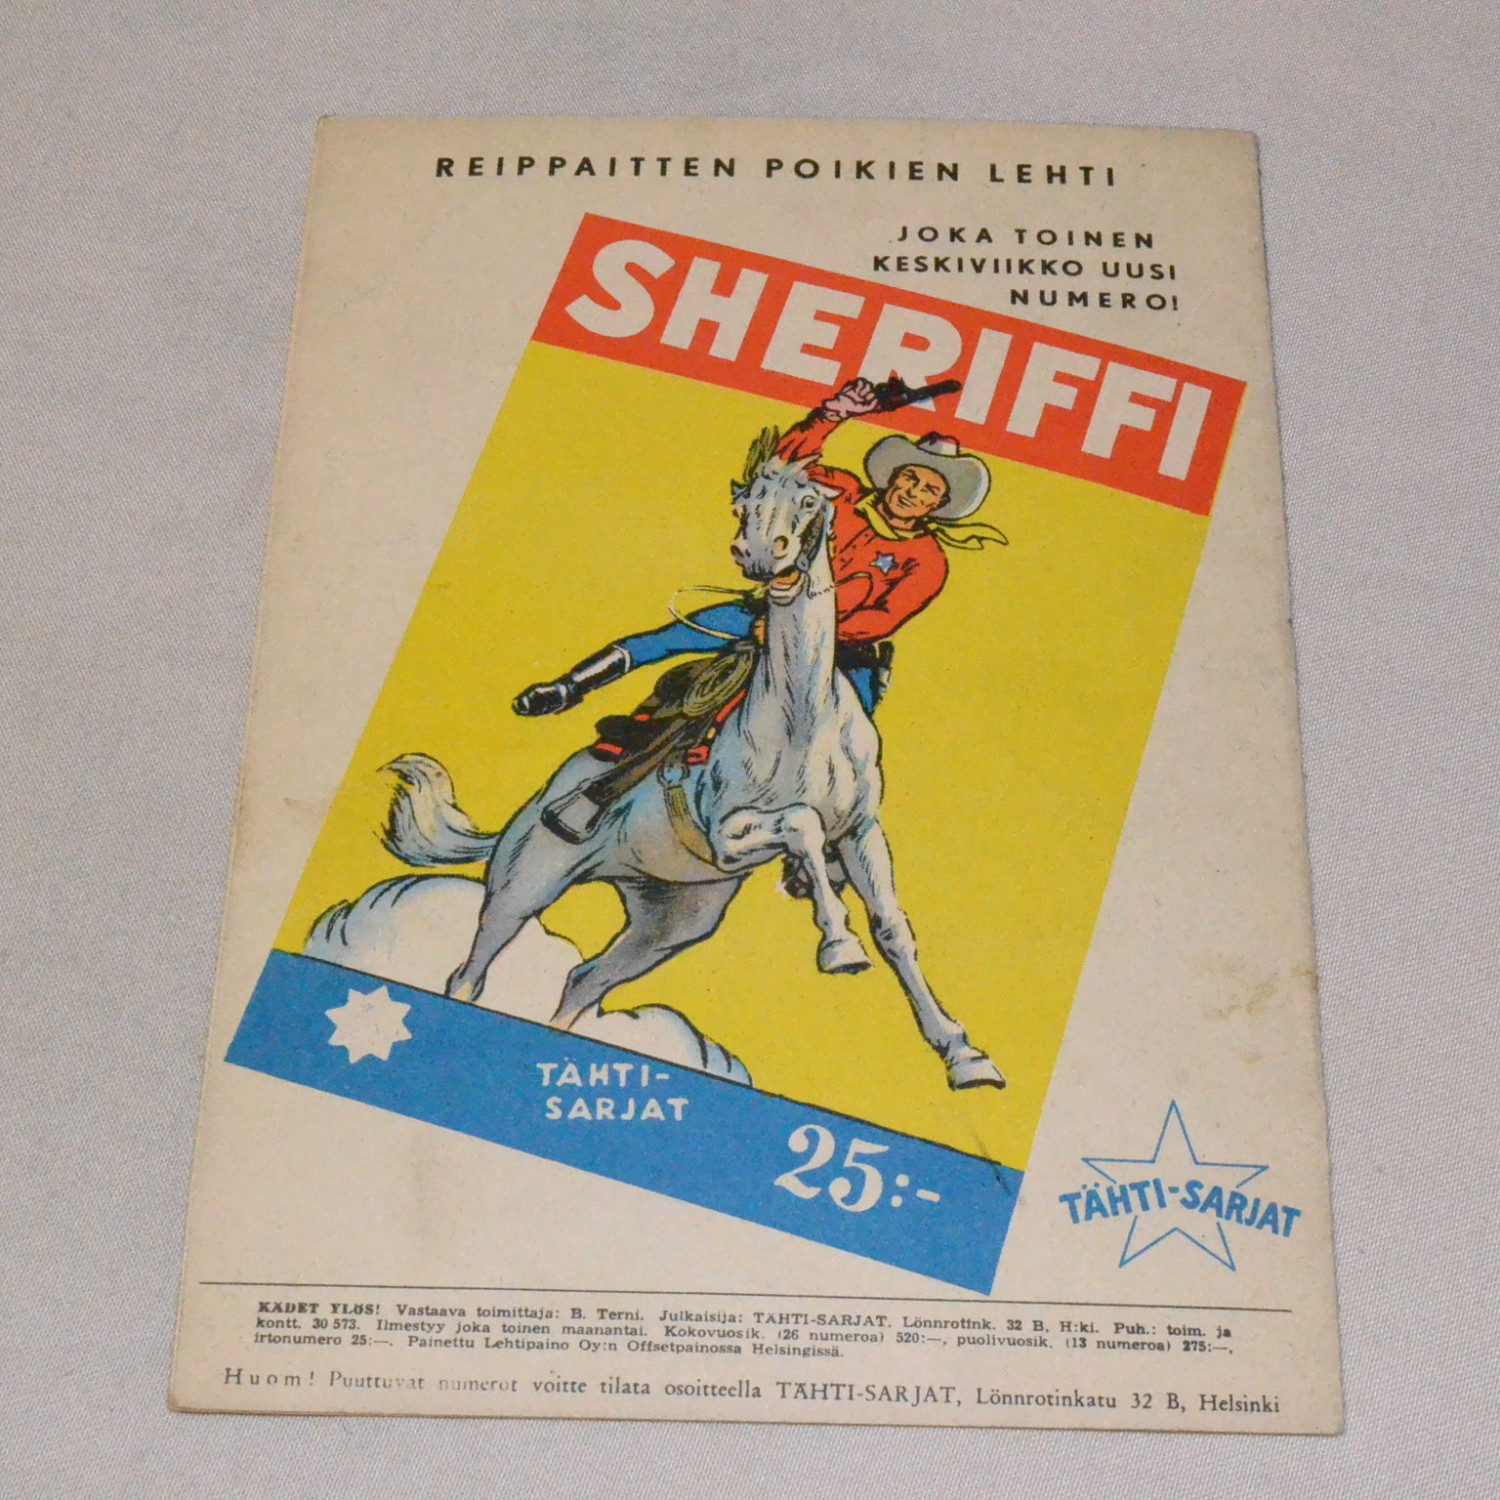 REIPPAITTEN POIKIEN LEHTI
JOKA TOINEN
KESKIVIIKKO UUSI
NUMERO!
SHERIFFI
TÄHTI-
SARJAT
25:-
TÄHTI-SARJAT
KÄDET YLÖS! Vastaava toimittaja: B. Terni. Julkaisija: TÄHTI-SARJAT. Lönnrotink. 32 B, H:ki. Puh.: toim. ja
kontt. 30 573. Ilmestyy joka toinen maanantai. Kokovuosik. (26 numeroa) 520:—, puolivuosik. (13 numeroa) 275:—,
irtonumero 25:—. Painettu Lehtipaino Oy:n Offsetpainossa Helsingissä.
Huom! Puuttuvat numerot voitte tilata osoitteella TÄHTI-SARJAT, Lönnrotinkatu 32 B, Helsinki